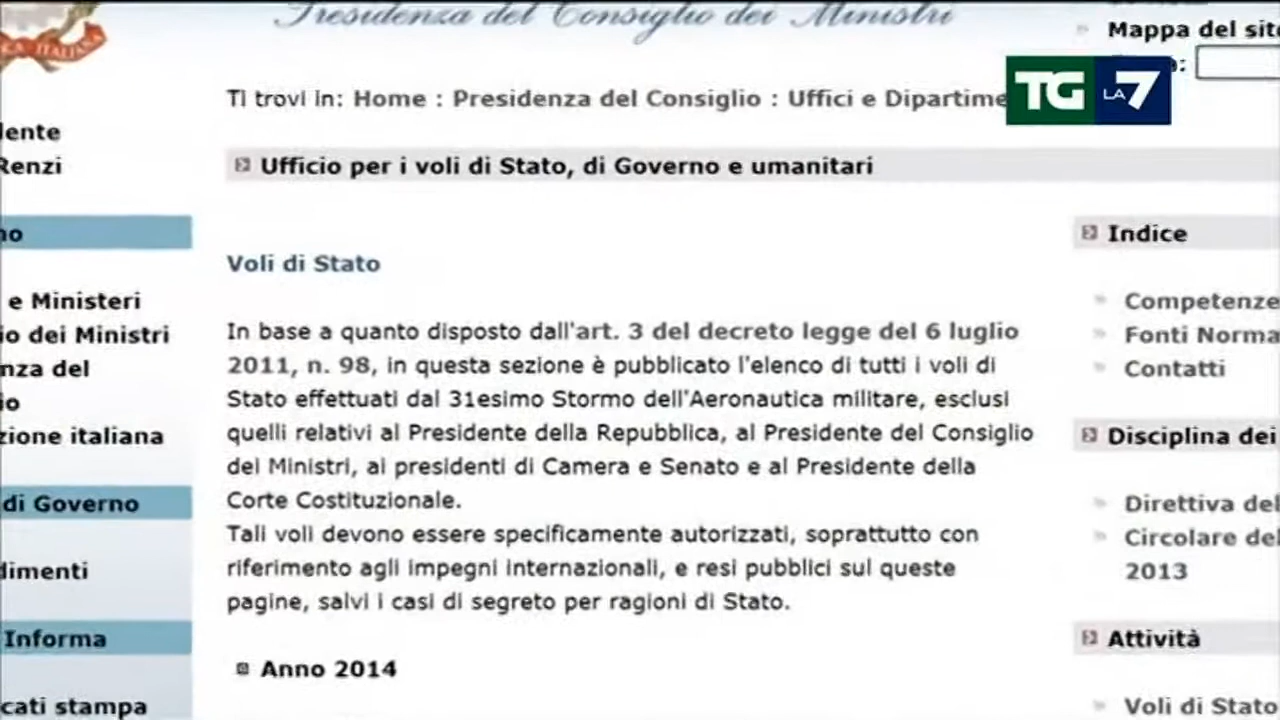 Presidenza del Consiglio dei Ministri
Mappa del sito
TG LA7
Ti trovi in: Home : Presidenza del Consiglio : Uffici e Dipartime
Renzi
Ufficio per i voli di Stato, di Governo e umanitari
Indice
Voli di Stato
e Ministeri
Competenze
io dei Ministri
Fonti Norma
nza del
Contatti
zione italiana
In base a quanto disposto dall'art. 3 del decreto legge del 6 luglio
2011, n. 98, in questa sezione è pubblicato l'elenco di tutti i voli di
Stato effettuati dal 31esimo Stormo dell'Aeronautica militare, esclusi
quelli relativi al Presidente della Repubblica, al Presidente del Consiglio
dei Ministri, ai presidenti di Camera e Senato e al Presidente della
Corte Costituzionale.
Tali voli devono essere specificamente autorizzati, soprattutto con
riferimento agli impegni internazionali, e resi pubblici sul queste
pagine, salvi i casi di segreto per ragioni di Stato.
Disciplina dei
di Governo
Direttiva del
Circolare de
2013
dimenti
Informa
Attività
Anno 2014
cati stampa
Voli di Stato